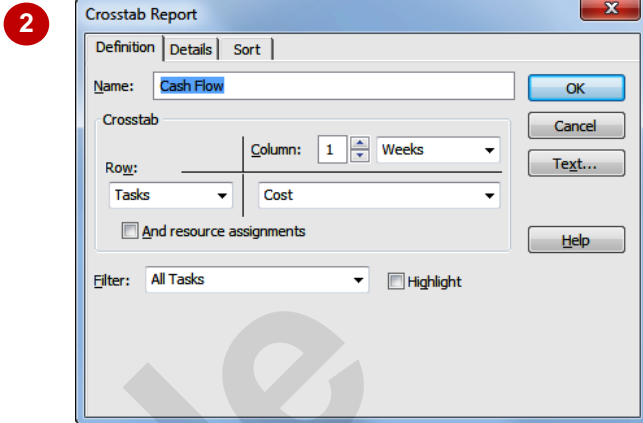 2
Crosstab Report
x
Definition Details Sort
Name: Cash Flow
OK
Crosstab
Cancel
Column: 1 Weeks
Text...
Row:
Tasks Cost
And resource assignments
Help
Filter: All Tasks Highlight
le